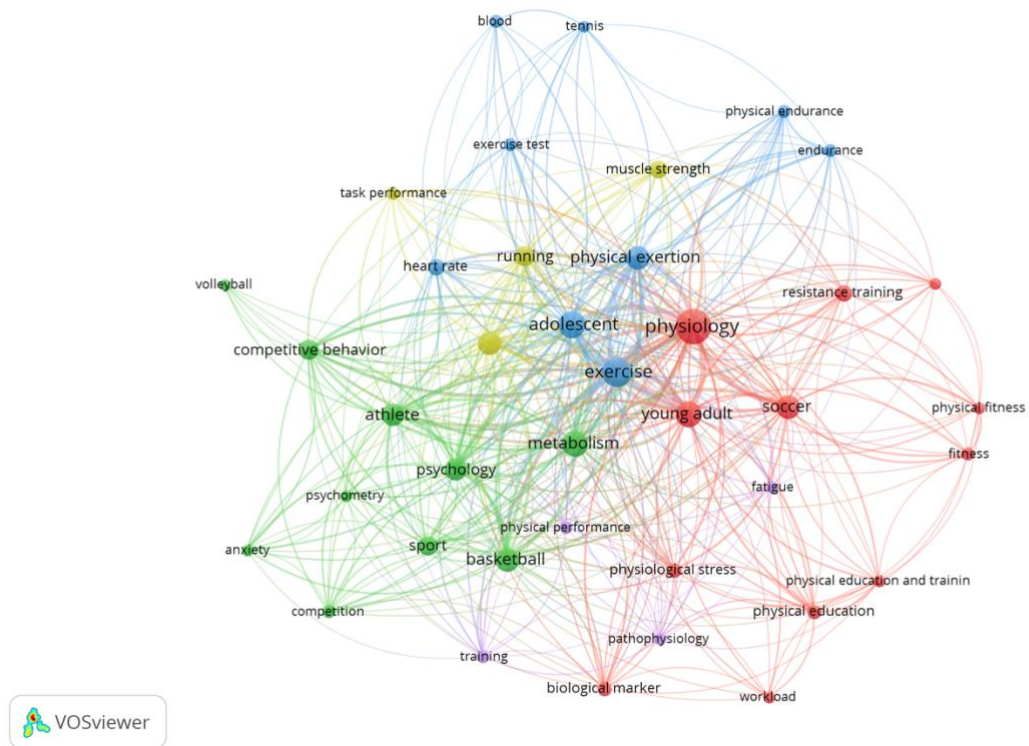 blood
tennis
physical endurance
exercise test
endurance
muscle strength
task performance
running
physical exertion
heart rate
volleyball
resistance training
adolescent
physiology
competitive behavior
exercise
athlete
young adult
soccer
physical fitness
metabolism
fitness
psychology
fatigue
psychometry
physical performance
anxiety
sport
basketball
physiological stress
physical education and trainin
competition
physical education
pathophysiology
training
biological marker
workload
VOSviewer